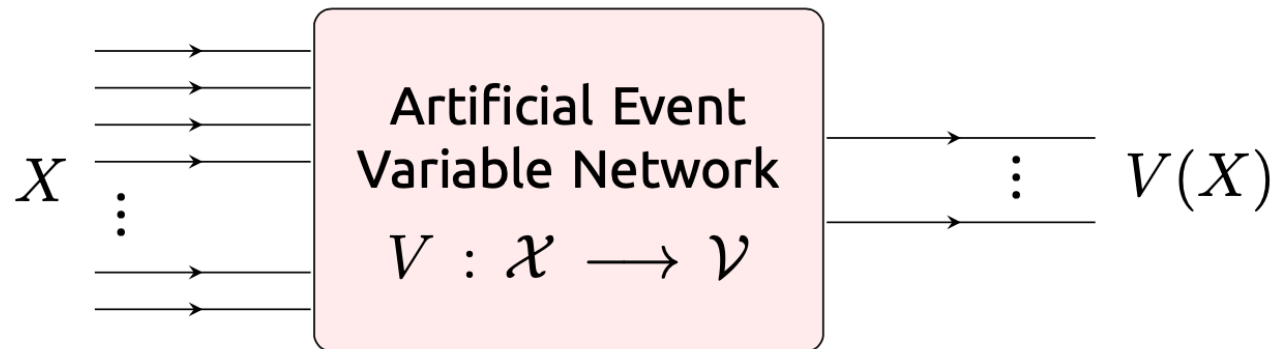 X
⋮
Artificial Event
Variable Network
V : 𝒳 ⟶ 𝒱
⋮
V(X)